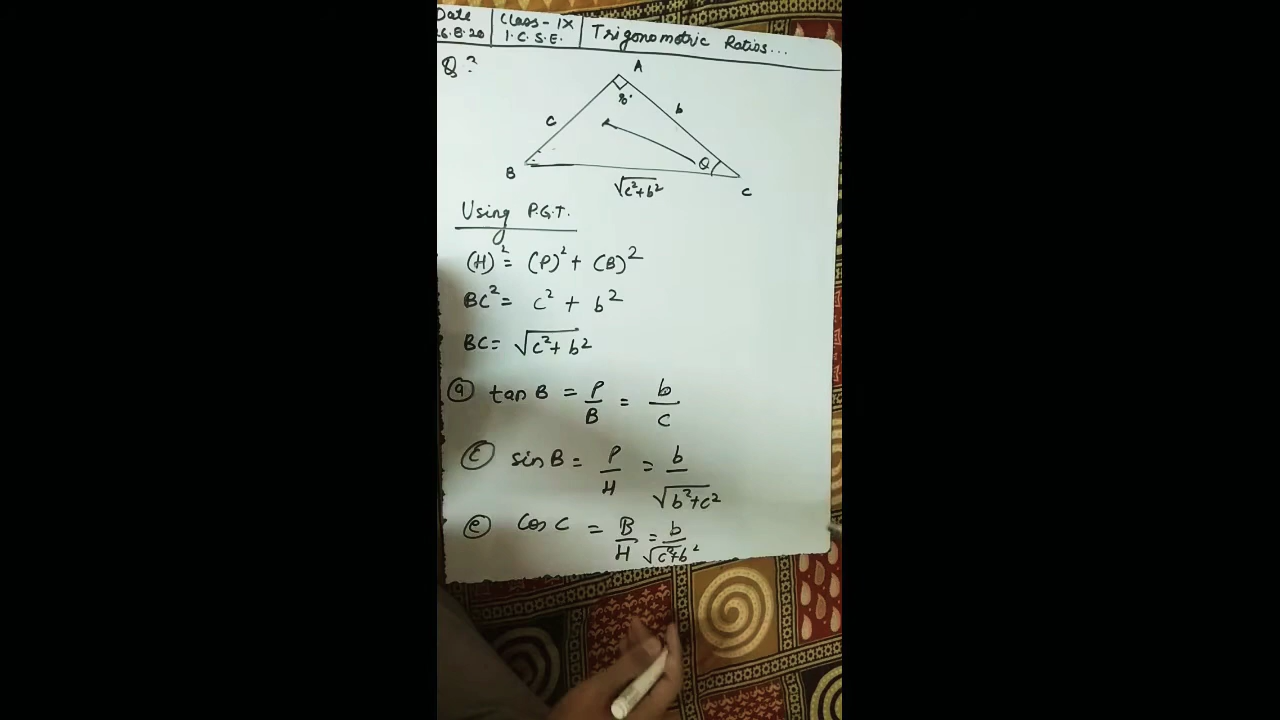 Date
26.8.20
Class - IX
I.C.S.E.
Trigonometric Ratios...
Q ?
A
90°
c
b
B
Q
C
√c²+b²
Using P.G.T.
(H)² = (P)² + (B)²
BC² = c² + b²
BC = √c²+b²
(a) tan B = P/B = b/c
(c) sin B = P/H = b/√b²+c²
(e) Cos C = B/H = b/√c²+b²